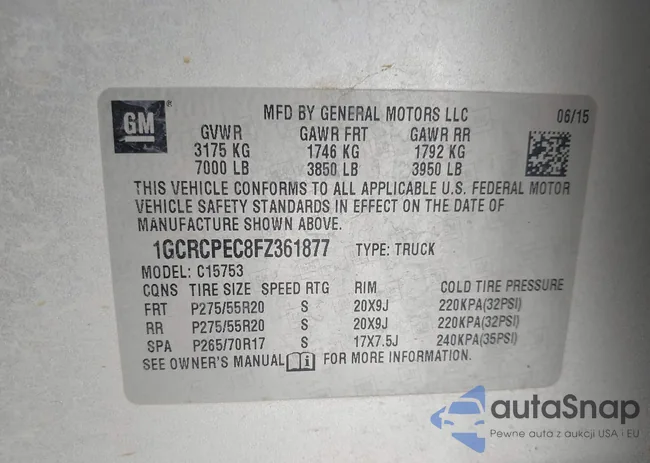 GM®
MFD BY GENERAL MOTORS LLC 06/15
GVWR GAWR FRT GAWR RR
3175 KG 1746 KG 1792 KG
7000 LB 3850 LB 3950 LB
THIS VEHICLE CONFORMS TO ALL APPLICABLE U.S. FEDERAL MOTOR
VEHICLE SAFETY STANDARDS IN EFFECT ON THE DATE OF
MANUFACTURE SHOWN ABOVE.
1GCRCPEC8FZ361877 TYPE: TRUCK
MODEL: C15753
CQNS TIRE SIZE SPEED RTG RIM COLD TIRE PRESSURE
FRT P275/55R20 S 20X9J 220KPA(32PSI)
RR P275/55R20 S 20X9J 220KPA(32PSI)
SPA P265/70R17 S 17X7.5J 240KPA(35PSI)
SEE OWNER'S MANUAL i FOR MORE INFORMATION.
autaSnap
Pewne auta z aukcji USA i EU